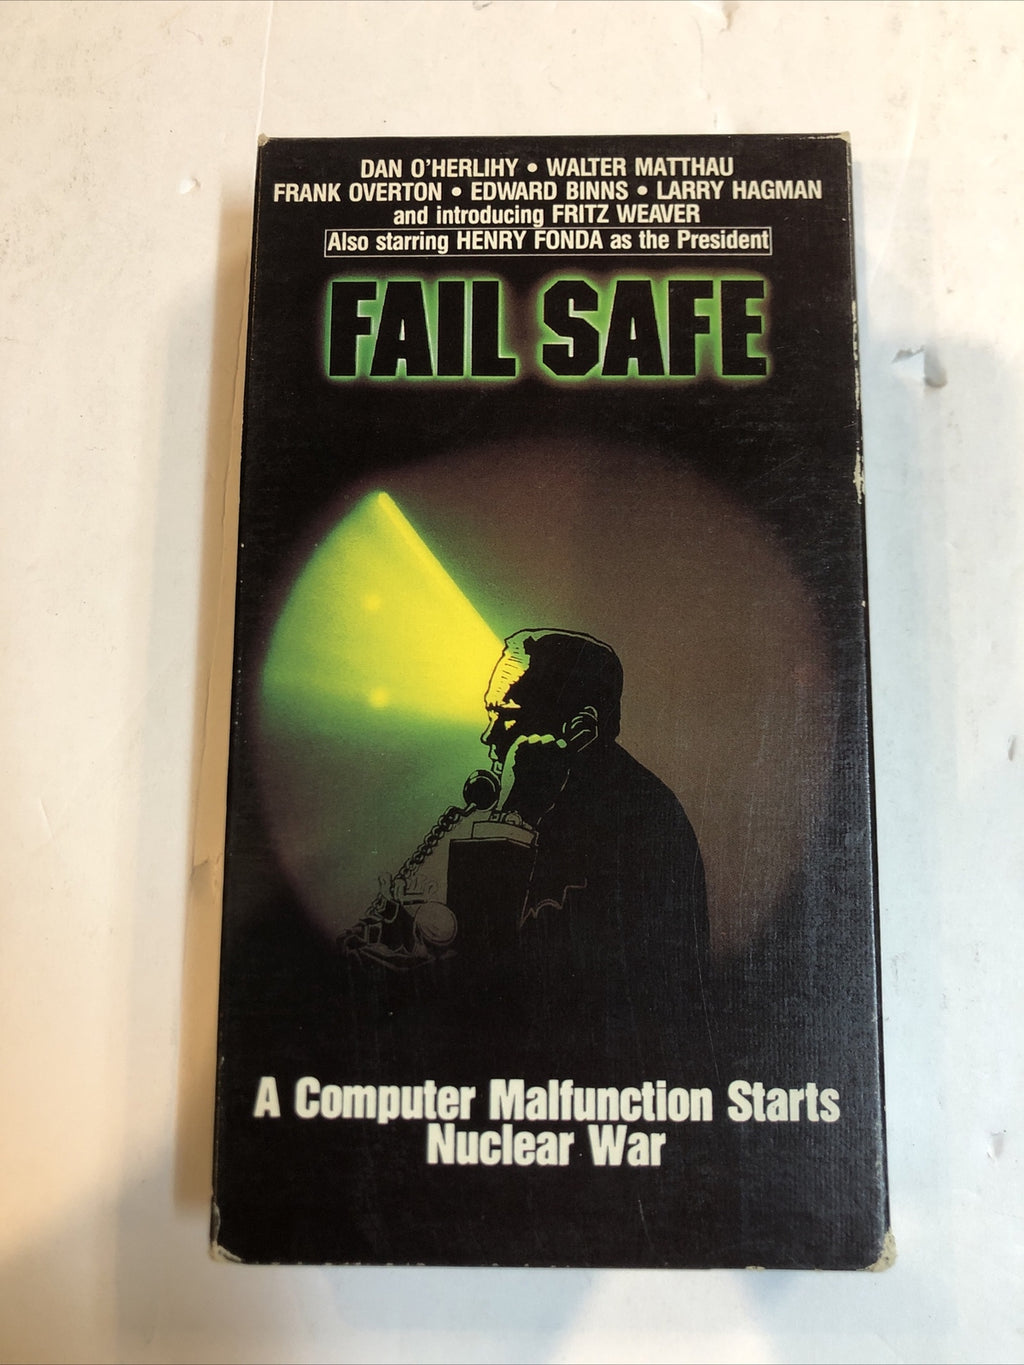 DAN O'HERLIHY • WALTER MATTHAU
FRANK OVERTON • EDWARD BINNS • LARRY HAGMAN
and introducing FRITZ WEAVER
Also starring HENRY FONDA as the President
FAIL SAFE
A Computer Malfunction Starts
Nuclear War